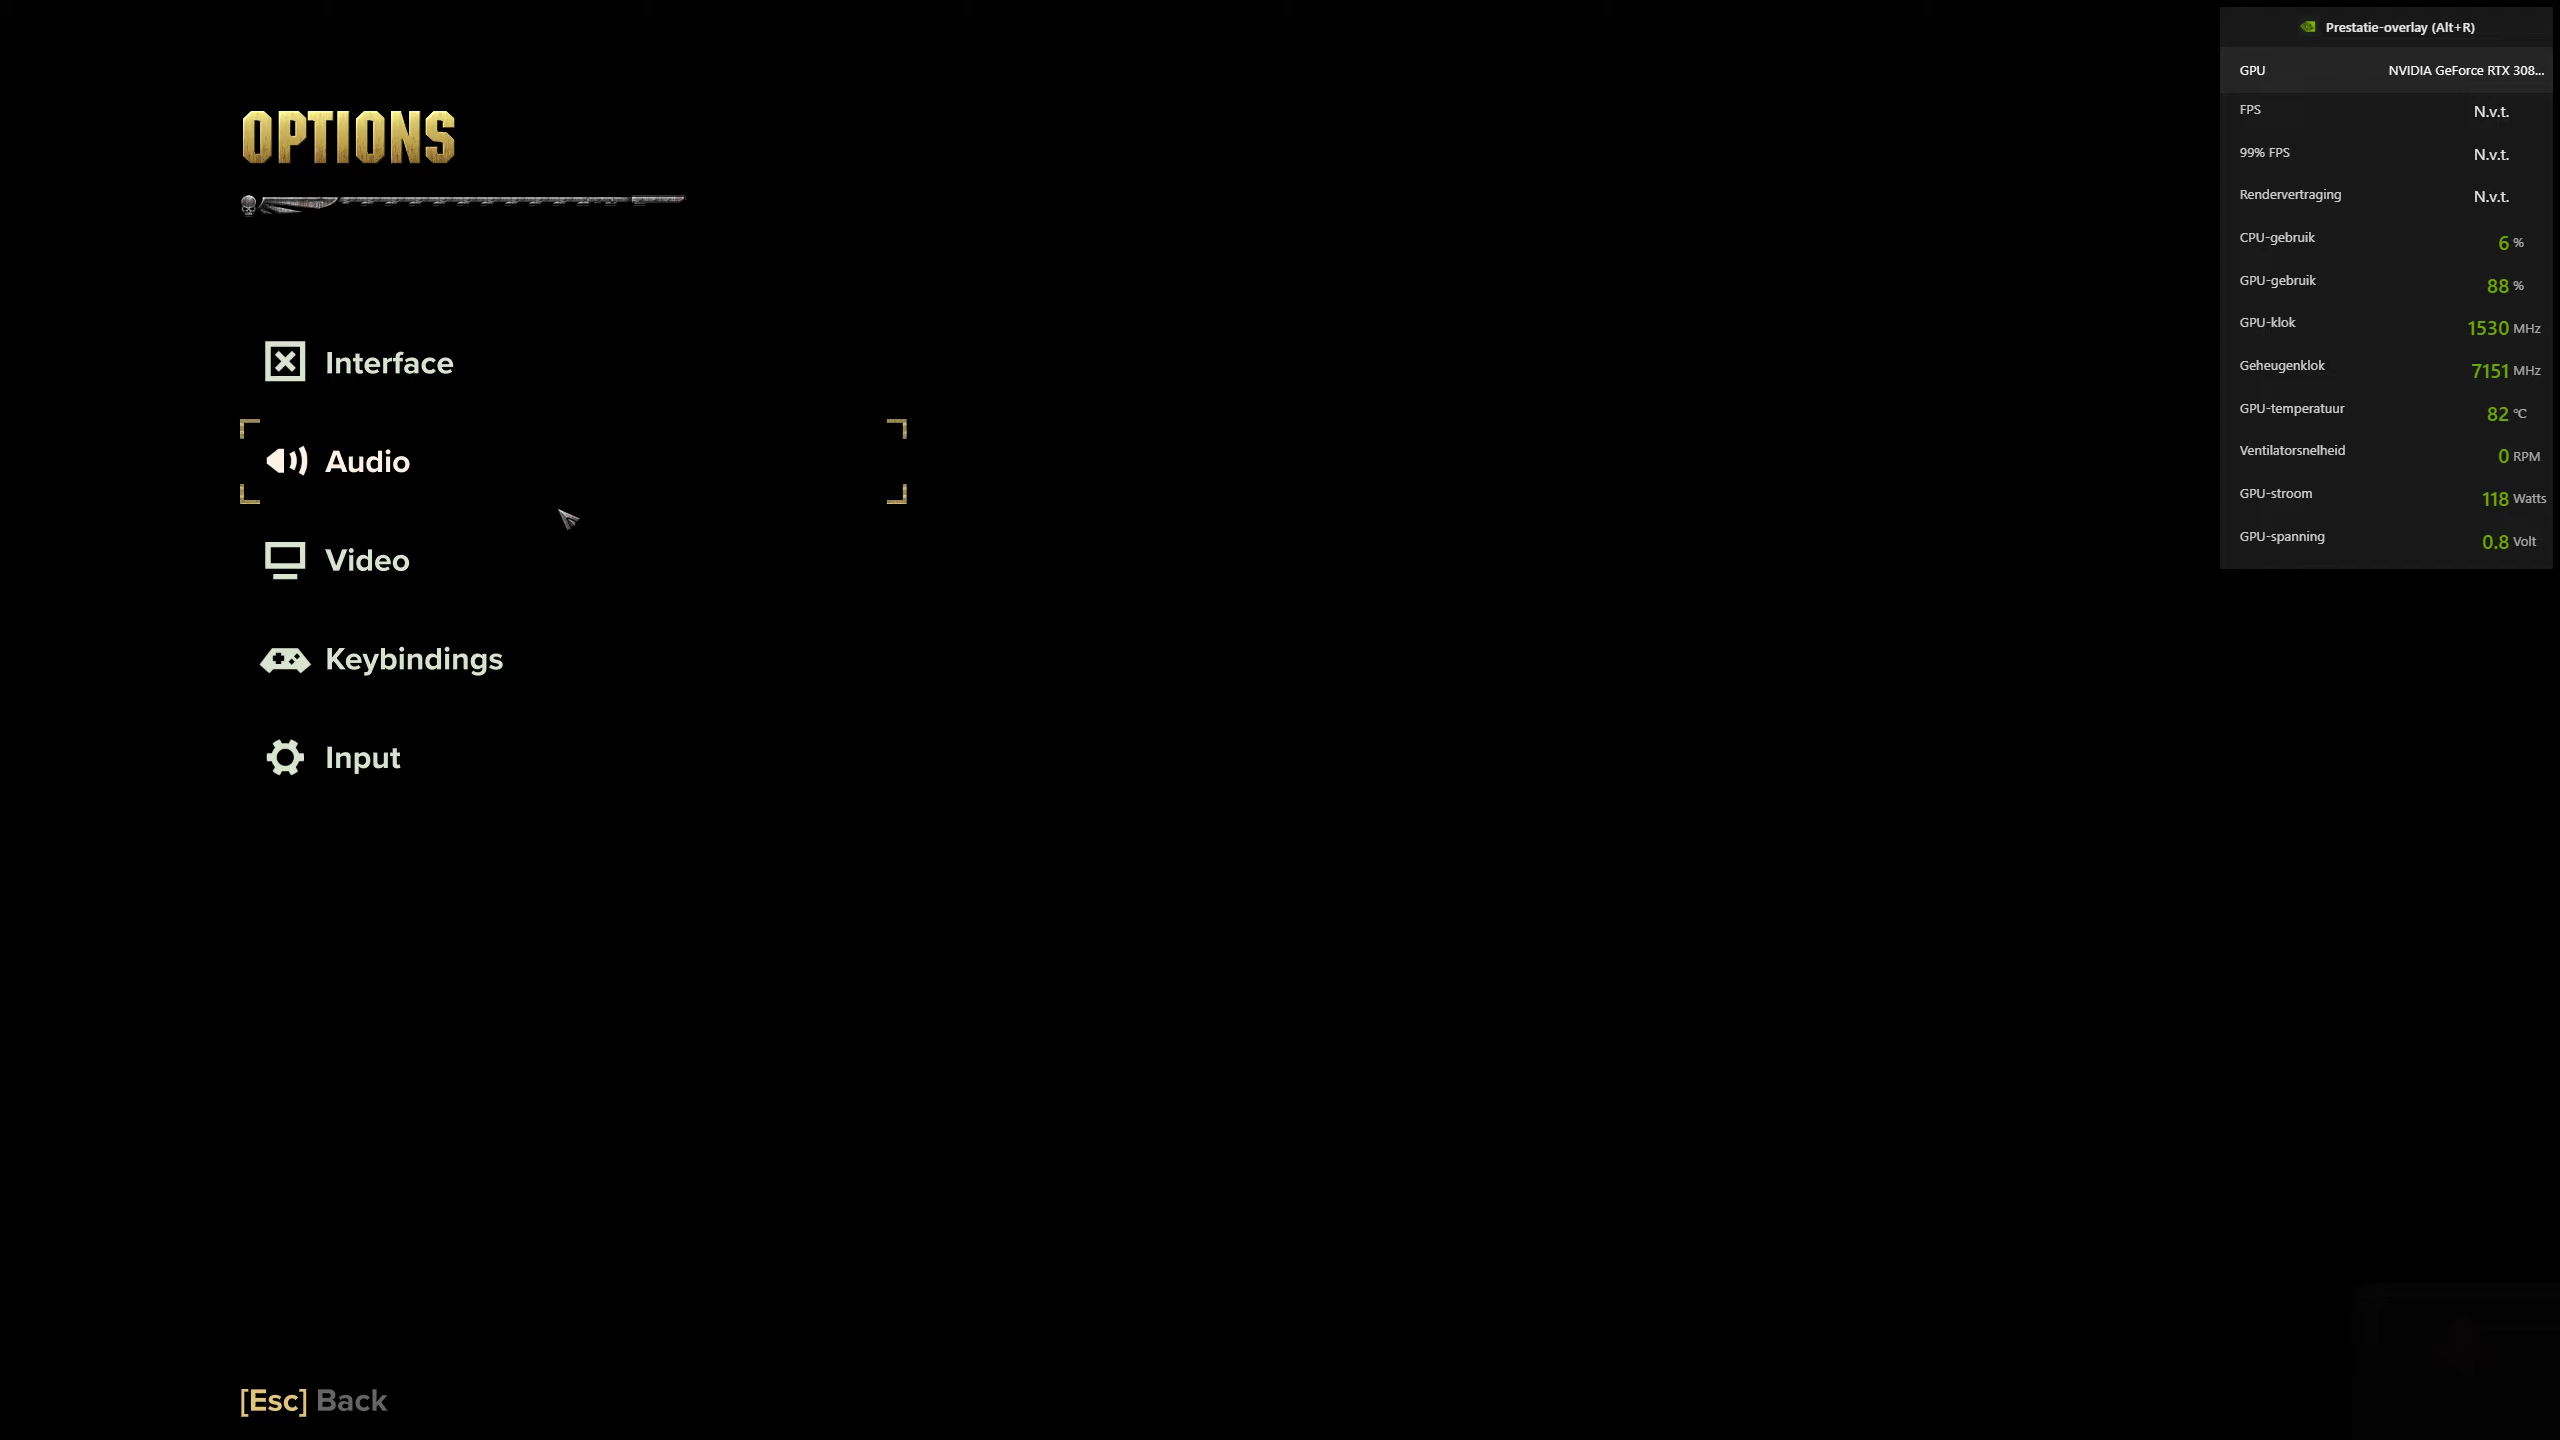 OPTIONS
Interface
Audio
Video
Keybindings
Input
[Esc] Back
Prestatie-overlay (Alt+R)
GPU NVIDIA GeForce RTX 308...
FPS N.v.t.
99% FPS N.v.t.
Rendervertraging N.v.t.
CPU-gebruik 6 %
GPU-gebruik 88 %
GPU-klok 1530 MHz
Geheugenklok 7151 MHz
GPU-temperatuur 82 °C
Ventilatorsnelheid 0 RPM
GPU-stroom 118 Watts
GPU-spanning 0.8 Volt